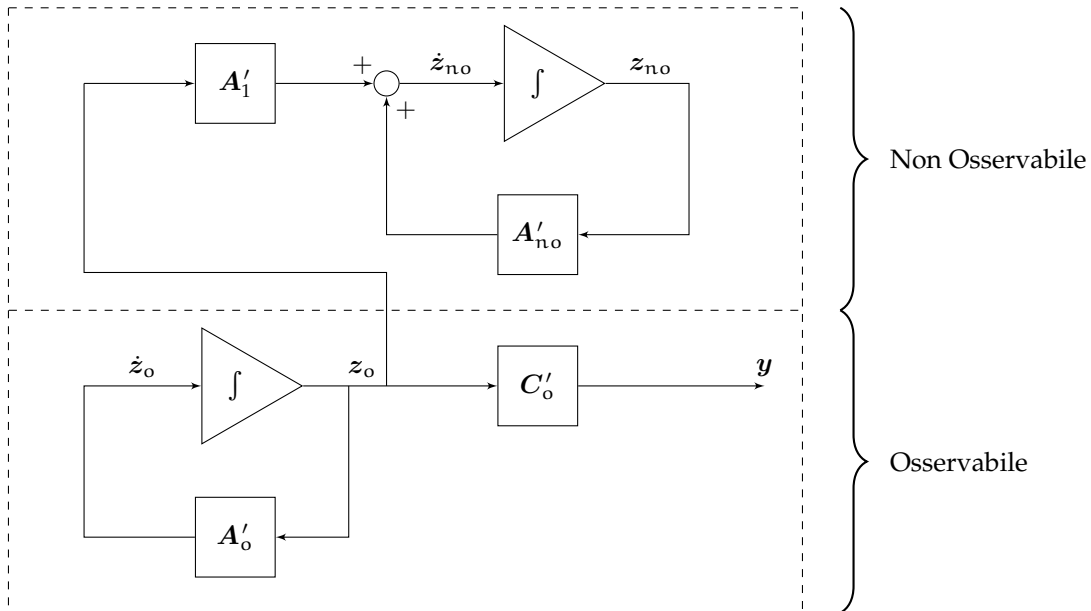 A′₁
+
+
ż_no
∫
z_no
A′_no
Non Osservabile
ż_o
∫
z_o
C′_o
y
A′_o
Osservabile